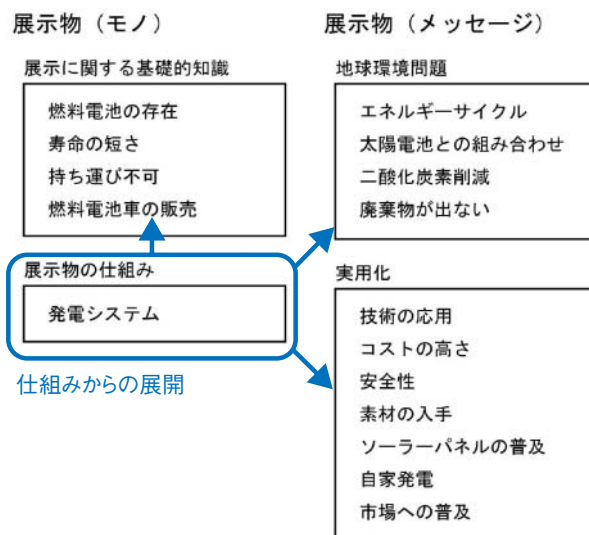 展示物（モノ）
展示に関する基礎的知識
燃料電池の存在
寿命の短さ
持ち運び不可
燃料電池車の販売
展示物の仕組み
発電システム
仕組みからの展開
展示物（メッセージ）
地球環境問題
エネルギーサイクル
太陽電池との組み合わせ
二酸化炭素削減
廃棄物が出ない
実用化
技術の応用
コストの高さ
安全性
素材の入手
ソーラーパネルの普及
自家発電
市場への普及